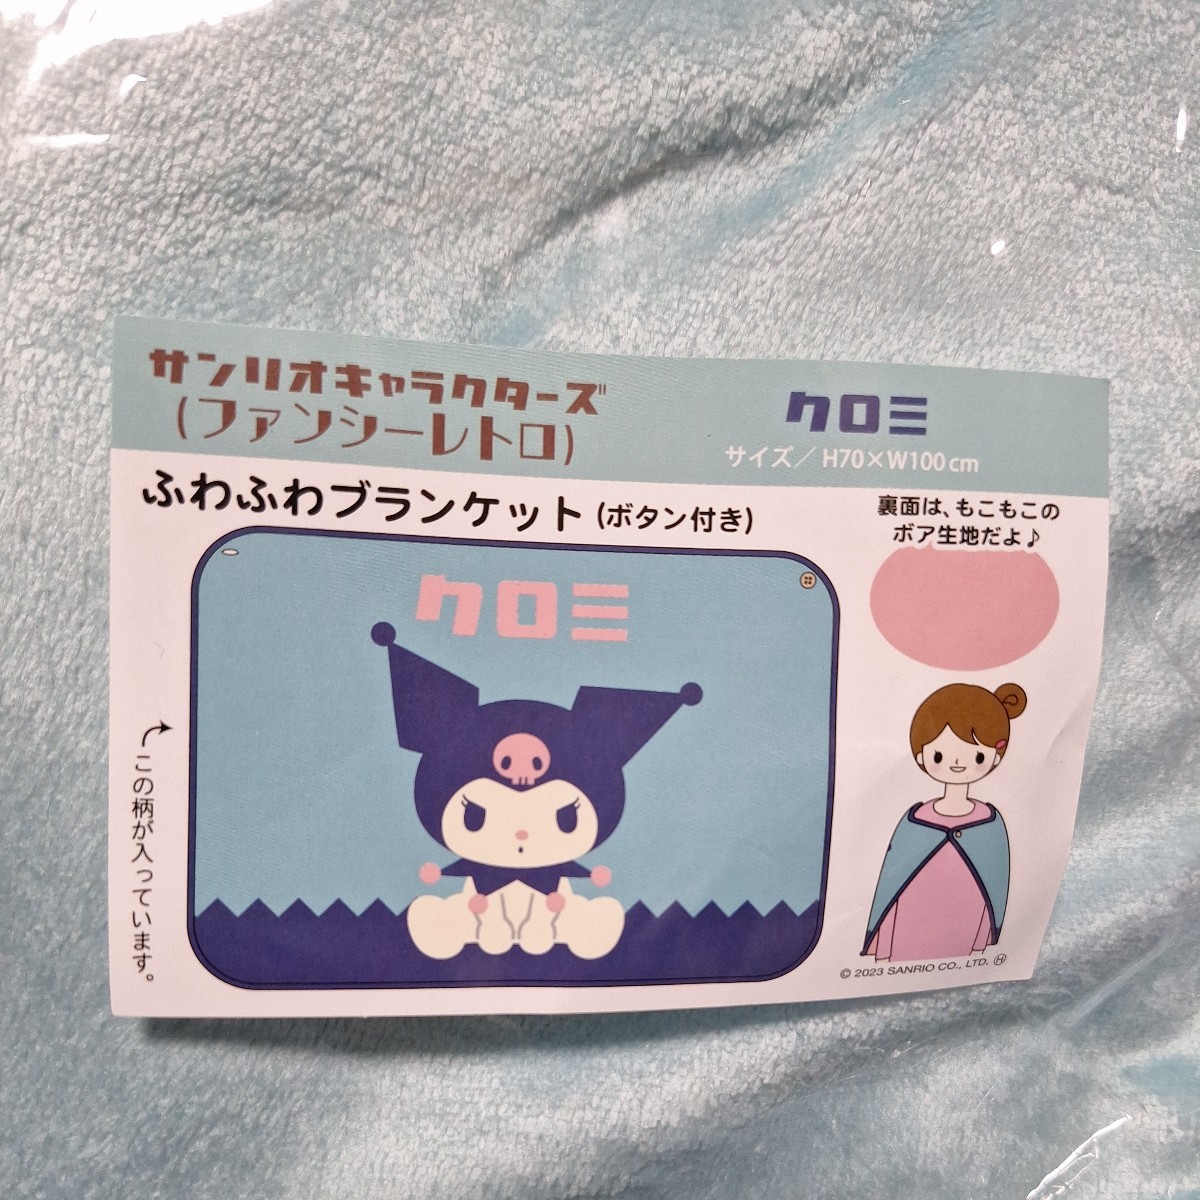 サンリオキャラクターズ
(ファンシーレトロ)
クロミ
サイズ／H70×W100cm
ふわふわブランケット(ボタン付き)
裏面は、もこもこの
ボア生地だよ♪
クロミ
この柄が入っています。
© 2023 SANRIO CO., LTD. Ⓗ